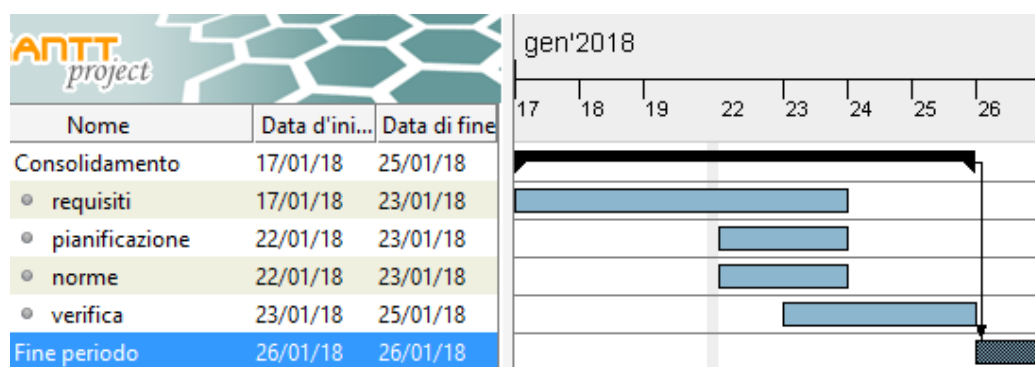 GANTT
project
gen'2018
17 18 19 22 23 24 25 26
Nome Data d'ini... Data di fine
Consolidamento 17/01/18 25/01/18
requisiti 17/01/18 23/01/18
pianificazione 22/01/18 23/01/18
norme 22/01/18 23/01/18
verifica 23/01/18 25/01/18
Fine periodo 26/01/18 26/01/18